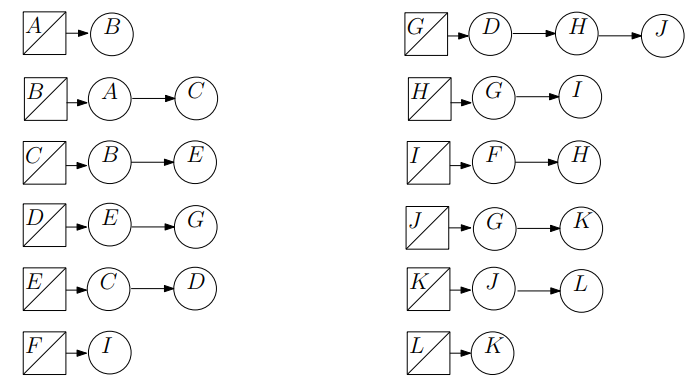 A B
B A C
C B E
D E G
E C D
F I
G D H J
H G I
I F H
J G K
K J L
L K